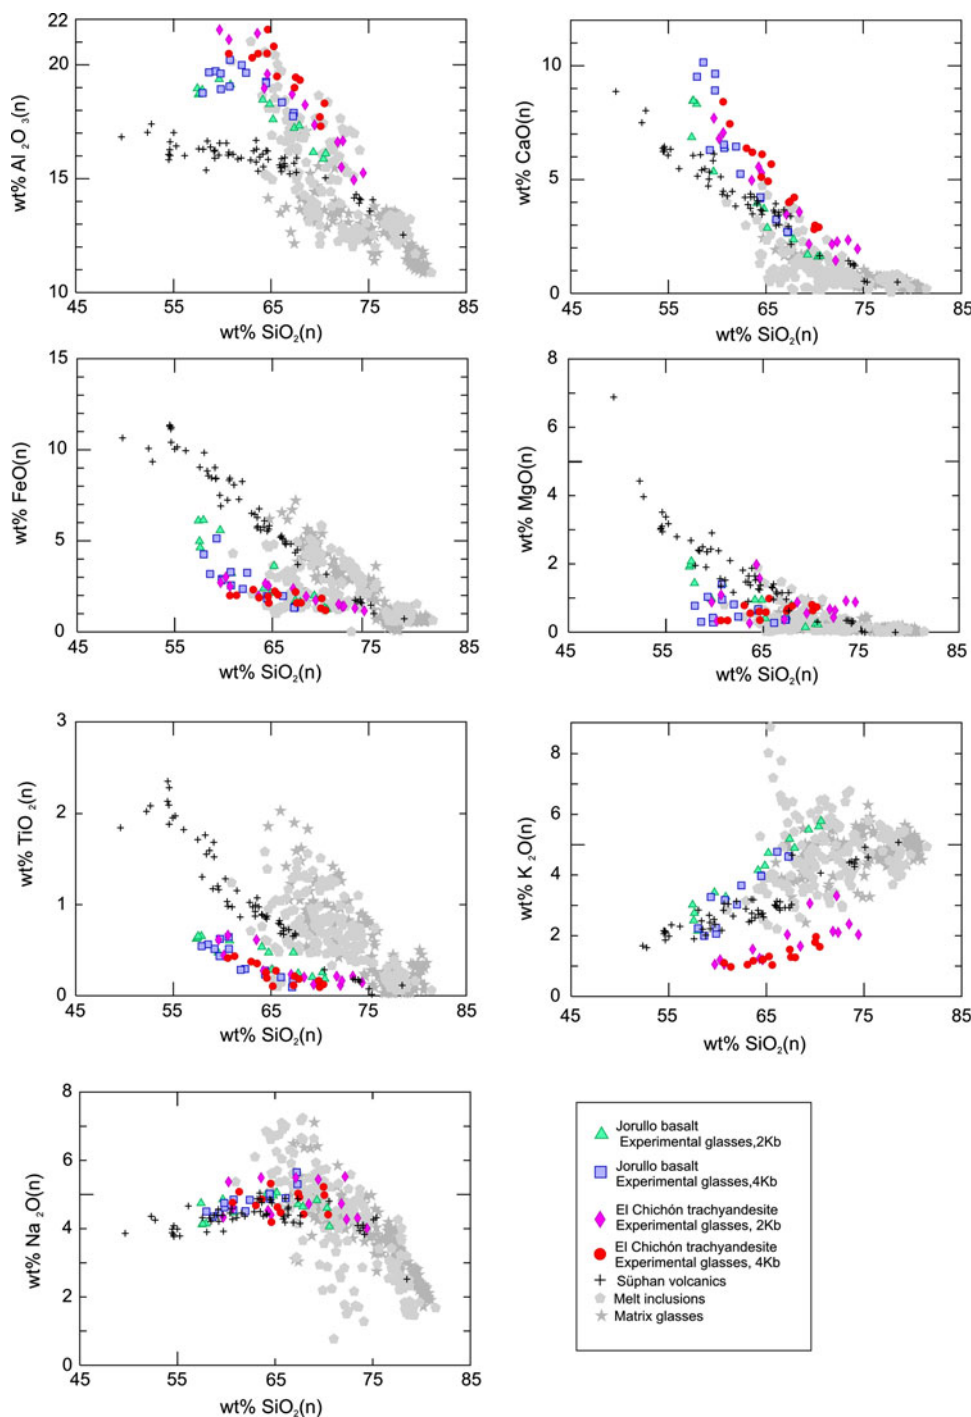 22
20
15
10
45
55
65
75
85
wt% Al₂O₃(n)
wt% SiO₂(n)
10
5
0
45
55
65
75
85
wt% CaO(n)
wt% SiO₂(n)
15
10
5
0
45
55
65
75
85
wt% FeO(n)
wt% SiO₂(n)
8
7
6
4
2
0
45
55
65
75
85
wt% MgO(n)
wt% SiO₂(n)
3
2
1
0
45
55
65
75
85
wt% TiO₂(n)
wt% SiO₂(n)
8
6
4
2
0
45
55
65
75
85
wt% K₂O(n)
wt% SiO₂(n)
8
6
4
2
0
45
55
65
75
85
wt% Na₂O(n)
wt% SiO₂(n)
Jorullo basalt
Experimental glasses,2Kb
Jorullo basalt
Experimental glasses,4Kb
El Chichón trachyandesite
Experimental glasses, 2Kb
El Chichón trachyandesite
Experimental glasses, 4Kb
Süphan volcanics
Melt inclusions
Matrix glasses